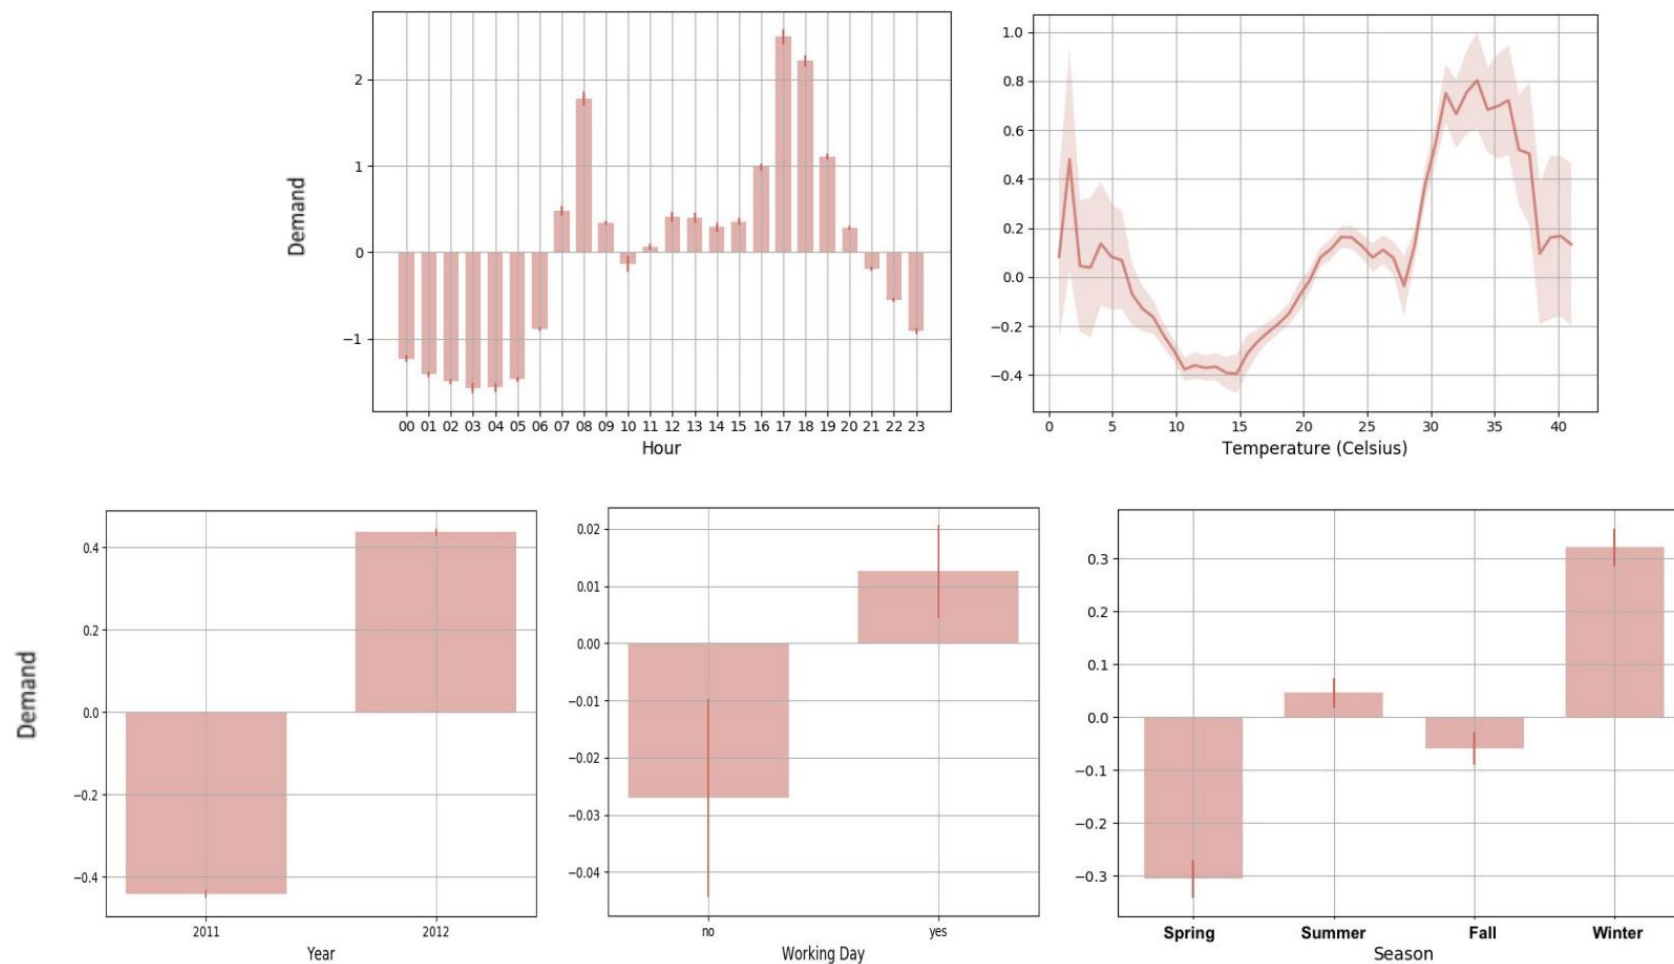 Demand
2
1
0
−1
00 01 02 03 04 05 06 07 08 09 10 11 12 13 14 15 16 17 18 19 20 21 22 23
Hour
1.0
0.8
0.6
0.4
0.2
0.0
−0.2
−0.4
0 5 10 15 20 25 30 35 40
Temperature (Celsius)
Demand
0.4
0.2
0.0
−0.2
−0.4
2011 2012
Year
0.02
0.01
0.00
−0.01
−0.02
−0.03
−0.04
no yes
Working Day
0.3
0.2
0.1
0.0
−0.1
−0.2
−0.3
Spring Summer Fall Winter
Season